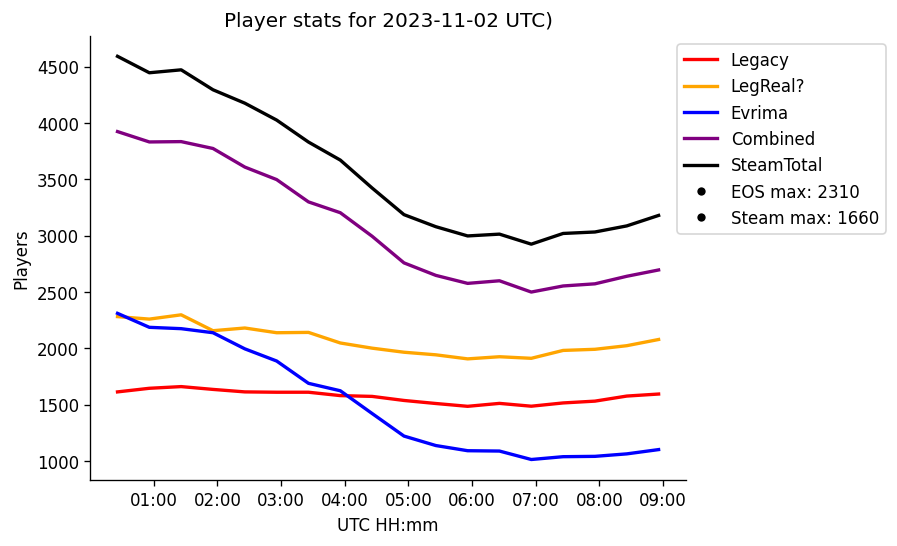 Player stats for 2023-11-02 UTC)
Legacy
LegReal?
Evrima
Combined
SteamTotal
EOS max: 2310
Steam max: 1660
Players
4500
4000
3500
3000
2500
2000
1500
1000
01:00 02:00 03:00 04:00 05:00 06:00 07:00 08:00 09:00
UTC HH:mm